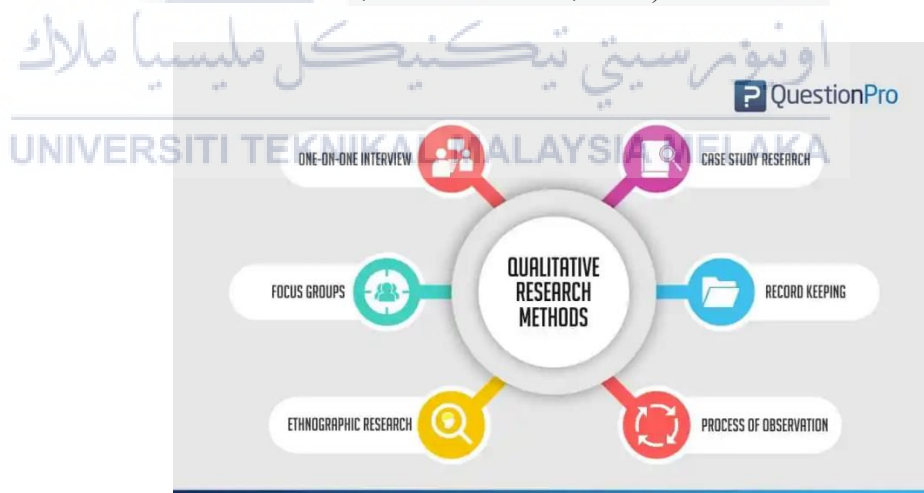 اونيۏرسيتي تيكنيكل مليسيا ملاك
QuestionPro
UNIVERSITI TEKNIKAL MALAYSIA MELAKA
ONE-ON-ONE INTERVIEW
CASE STUDY RESEARCH
FOCUS GROUPS
QUALITATIVE
RESEARCH
METHODS
RECORD KEEPING
ETHNOGRAPHIC RESEARCH
PROCESS OF OBSERVATION